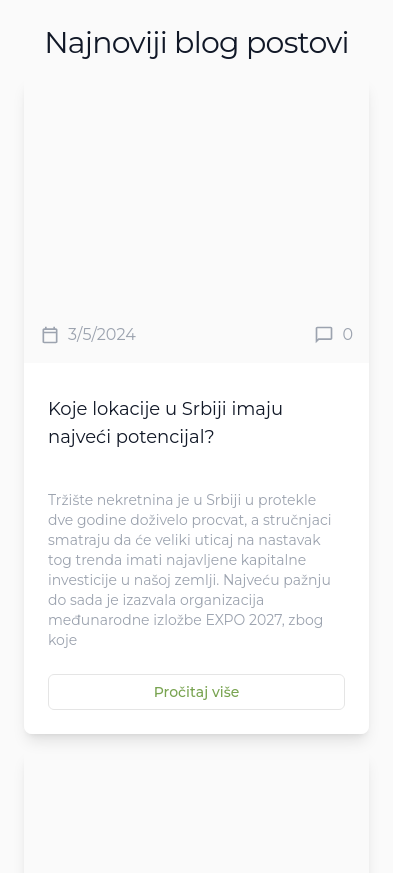 Najnoviji blog postovi
3/5/2024
0
Koje lokacije u Srbiji imaju
najveći potencijal?
Tržište nekretnina je u Srbiji u protekle
dve godine doživelo procvat, a stručnjaci
smatraju da će veliki uticaj na nastavak
tog trenda imati najavljene kapitalne
investicije u našoj zemlji. Najveću pažnju
do sada je izazvala organizacija
međunarodne izložbe EXPO 2027, zbog
koje
Pročitaj više